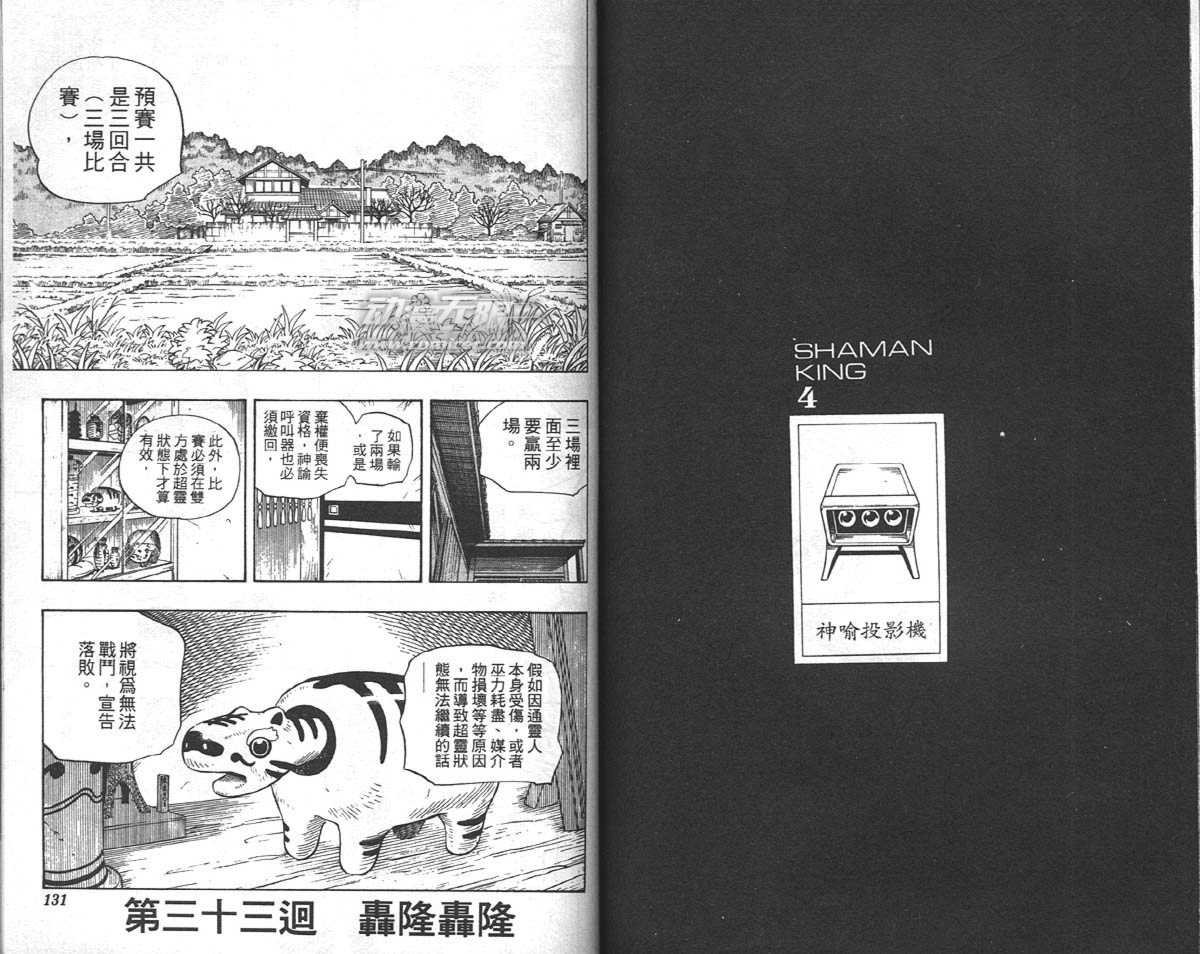 SHAMAN
KING
4
神喻投影機
預賽一共
是三回合
（三場比
賽），
三場裡
面至少
要贏兩
場。
如果輸
了兩場
，或是
棄權便喪失
資格，神諭
呼叫器也必
須繳回，
此外，比
賽必須在雙
方處於超靈
狀態下才算
有效，
假如因通靈人
本身受傷，或者
巫力耗盡、媒介
物損壞等等原因
，而導致超靈狀
態無法繼續的話
——
將視為無法
戰鬥，宣告
落敗。
131
第三十三迴　轟隆轟隆
动漫无限
www.comicec.com